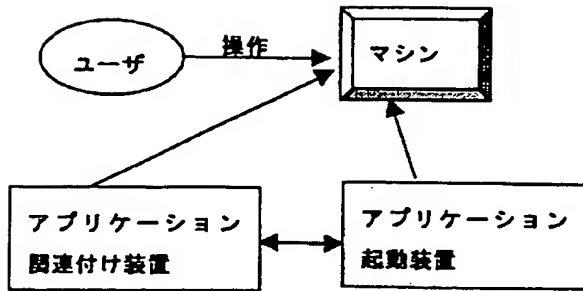 ユーザ
操作
マシン
アプリケーション
関連付け装置
アプリケーション
起動装置